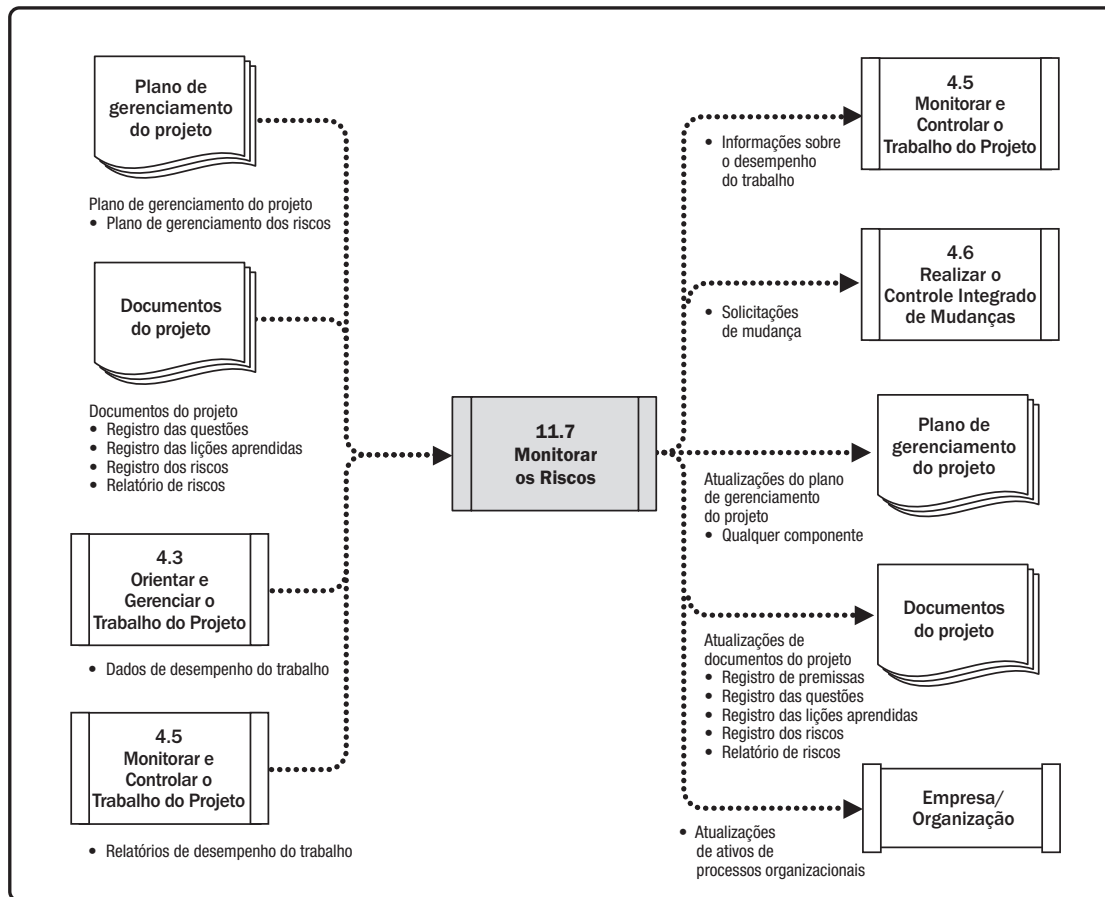 Plano de
gerenciamento
do projeto
Plano de gerenciamento do projeto
• Plano de gerenciamento dos riscos
Documentos
do projeto
Documentos do projeto
• Registro das questões
• Registro das lições aprendidas
• Registro dos riscos
• Relatório de riscos
4.3
Orientar e
Gerenciar o
Trabalho do Projeto
• Dados de desempenho do trabalho
4.5
Monitorar e
Controlar o
Trabalho do Projeto
• Relatórios de desempenho do trabalho
11.7
Monitorar
os Riscos
4.5
Monitorar e
Controlar o
Trabalho do Projeto
• Informações sobre
o desempenho
do trabalho
4.6
Realizar o
Controle Integrado
de Mudanças
• Solicitações
de mudança
Plano de
gerenciamento
do projeto
Atualizações do plano
de gerenciamento
do projeto
• Qualquer componente
Documentos
do projeto
Atualizações de
documentos do projeto
• Registro de premissas
• Registro das questões
• Registro das lições aprendidas
• Registro dos riscos
• Relatório de riscos
Empresa/
Organização
• Atualizações
de ativos de
processos organizacionais